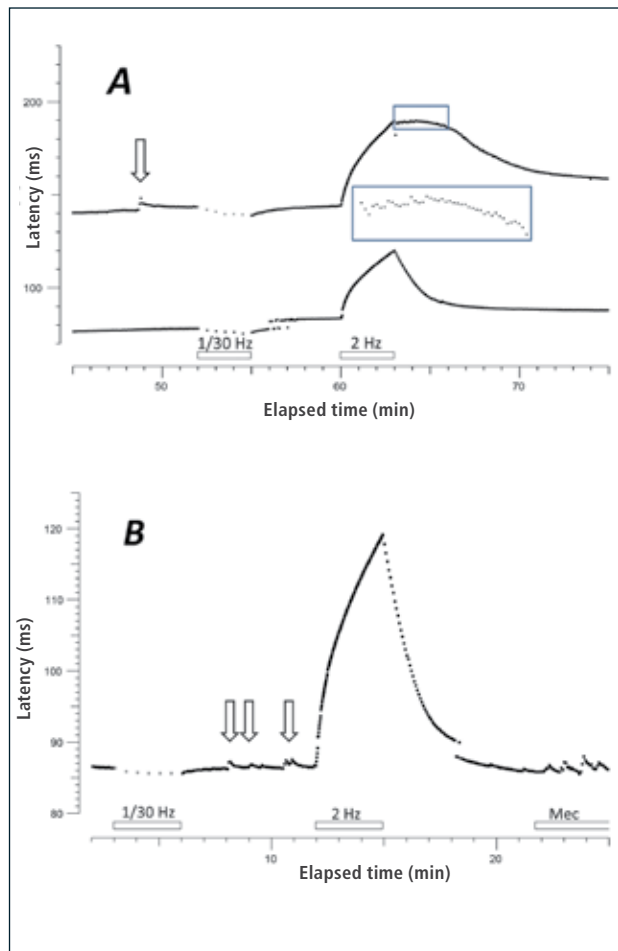 A
200
Latency (ms)
100
1/30 Hz
2 Hz
50
60
70
Elapsed time (min)
B
120
110
Latency (ms)
100
90
80
1/30 Hz
2 Hz
Mec
10
20
Elapsed time (min)